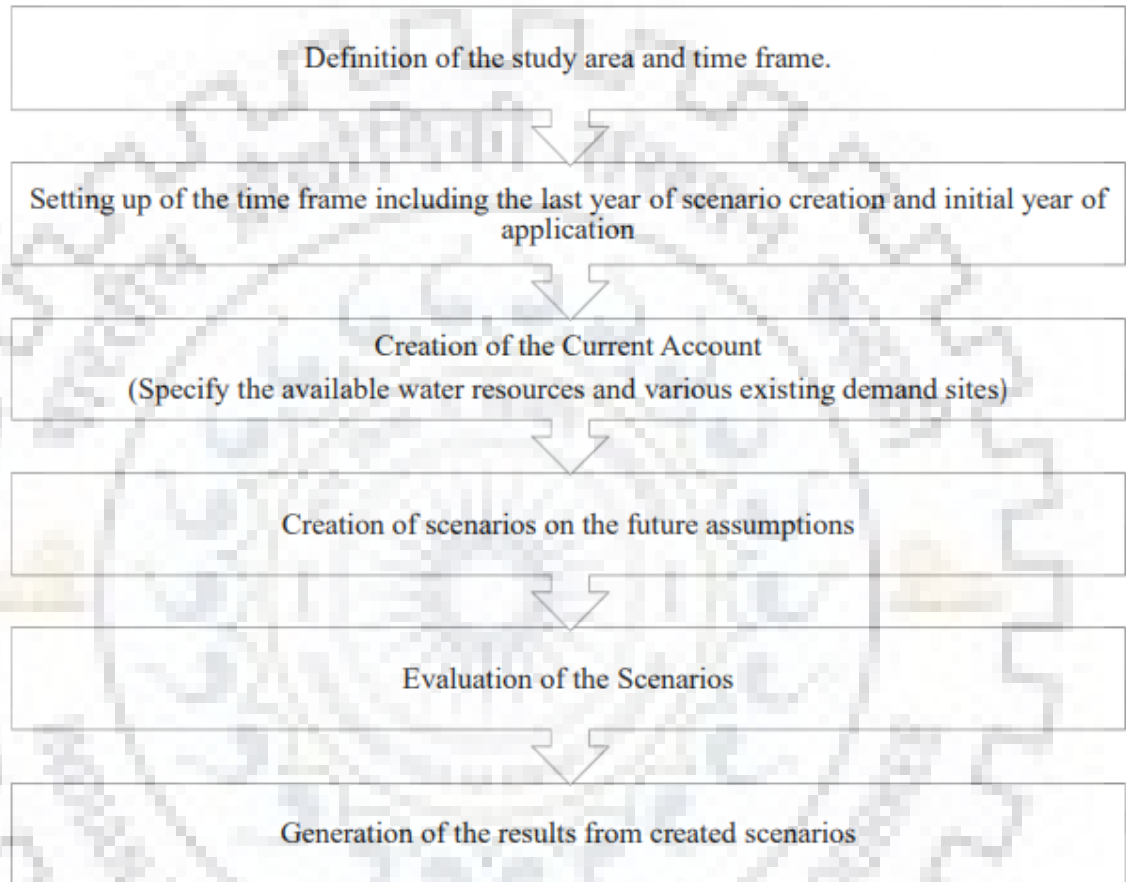 Definition of the study area and time frame.
Setting up of the time frame including the last year of scenario creation and initial year of
application
Creation of the Current Account
(Specify the available water resources and various existing demand sites)
Creation of scenarios on the future assumptions
Evaluation of the Scenarios
Generation of the results from created scenarios